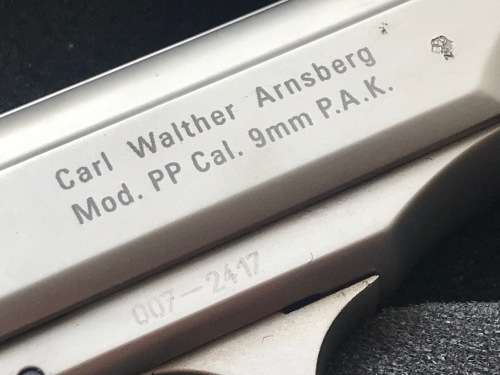 Carl Walther Arnsberg
Mod. PP Cal. 9mm P.A.K.
007-2417